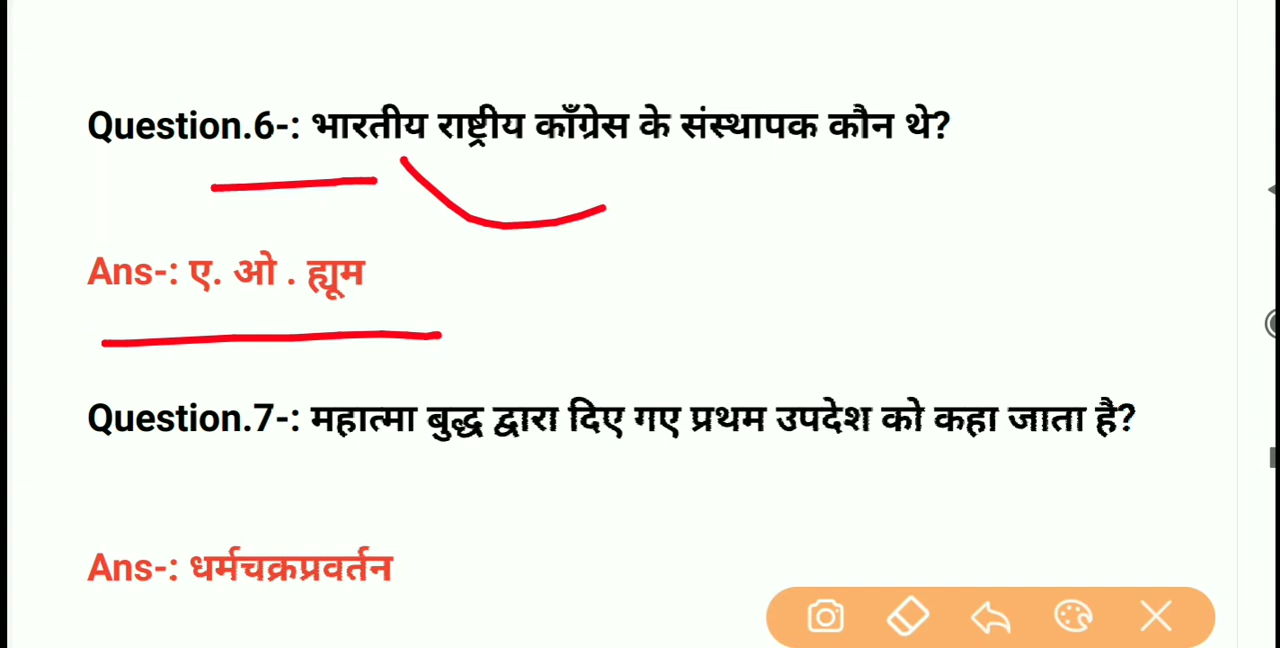 Question.6-: भारतीय राष्ट्रीय काँग्रेस के संस्थापक कौन थे?
Ans-: ए. ओ . ह्यूम
Question.7-: महात्मा बुद्ध द्वारा दिए गए प्रथम उपदेश को कहा जाता है?
Ans-: धर्मचक्रप्रवर्तन